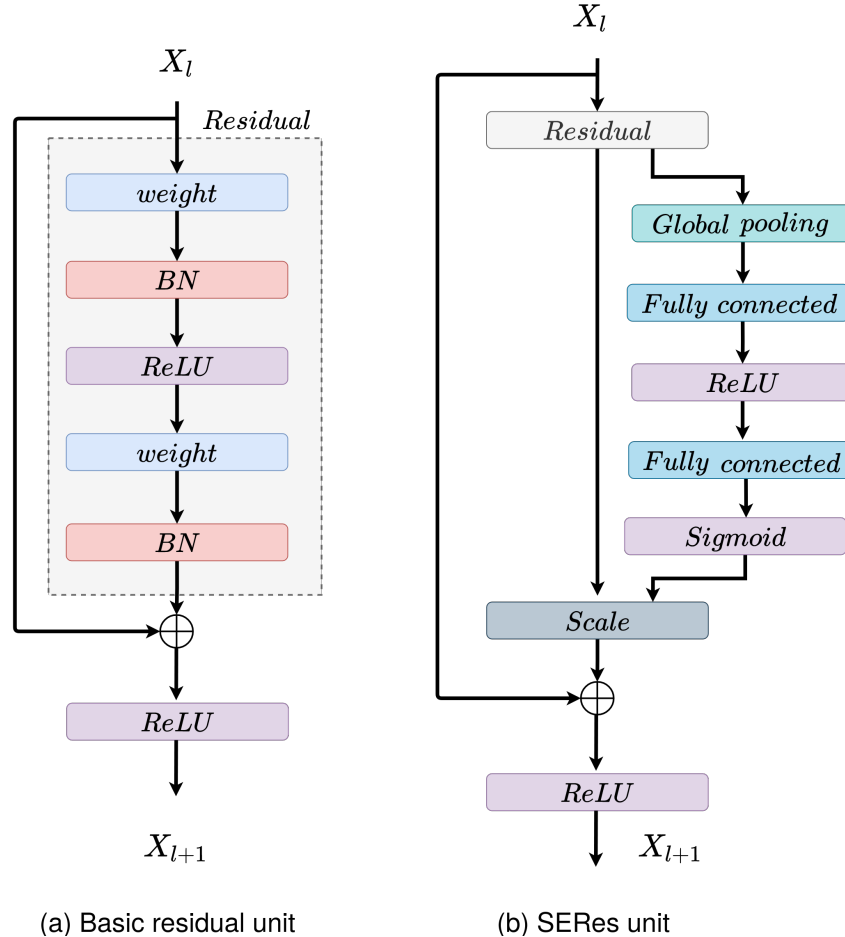 X_l
Residual
weight
BN
ReLU
weight
BN
ReLU
X_{l+1}
(a) Basic residual unit
X_l
Residual
Global pooling
Fully connected
ReLU
Fully connected
Sigmoid
Scale
ReLU
X_{l+1}
(b) SERes unit